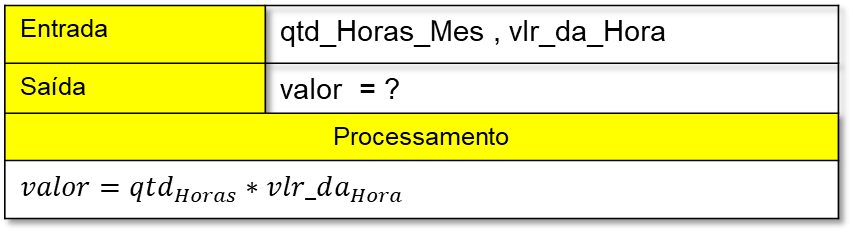 Entrada qtd_Horas_Mes , vlr_da_Hora
Saída valor = ?
Processamento
valor = qtd_Horas * vlr_da_Hora